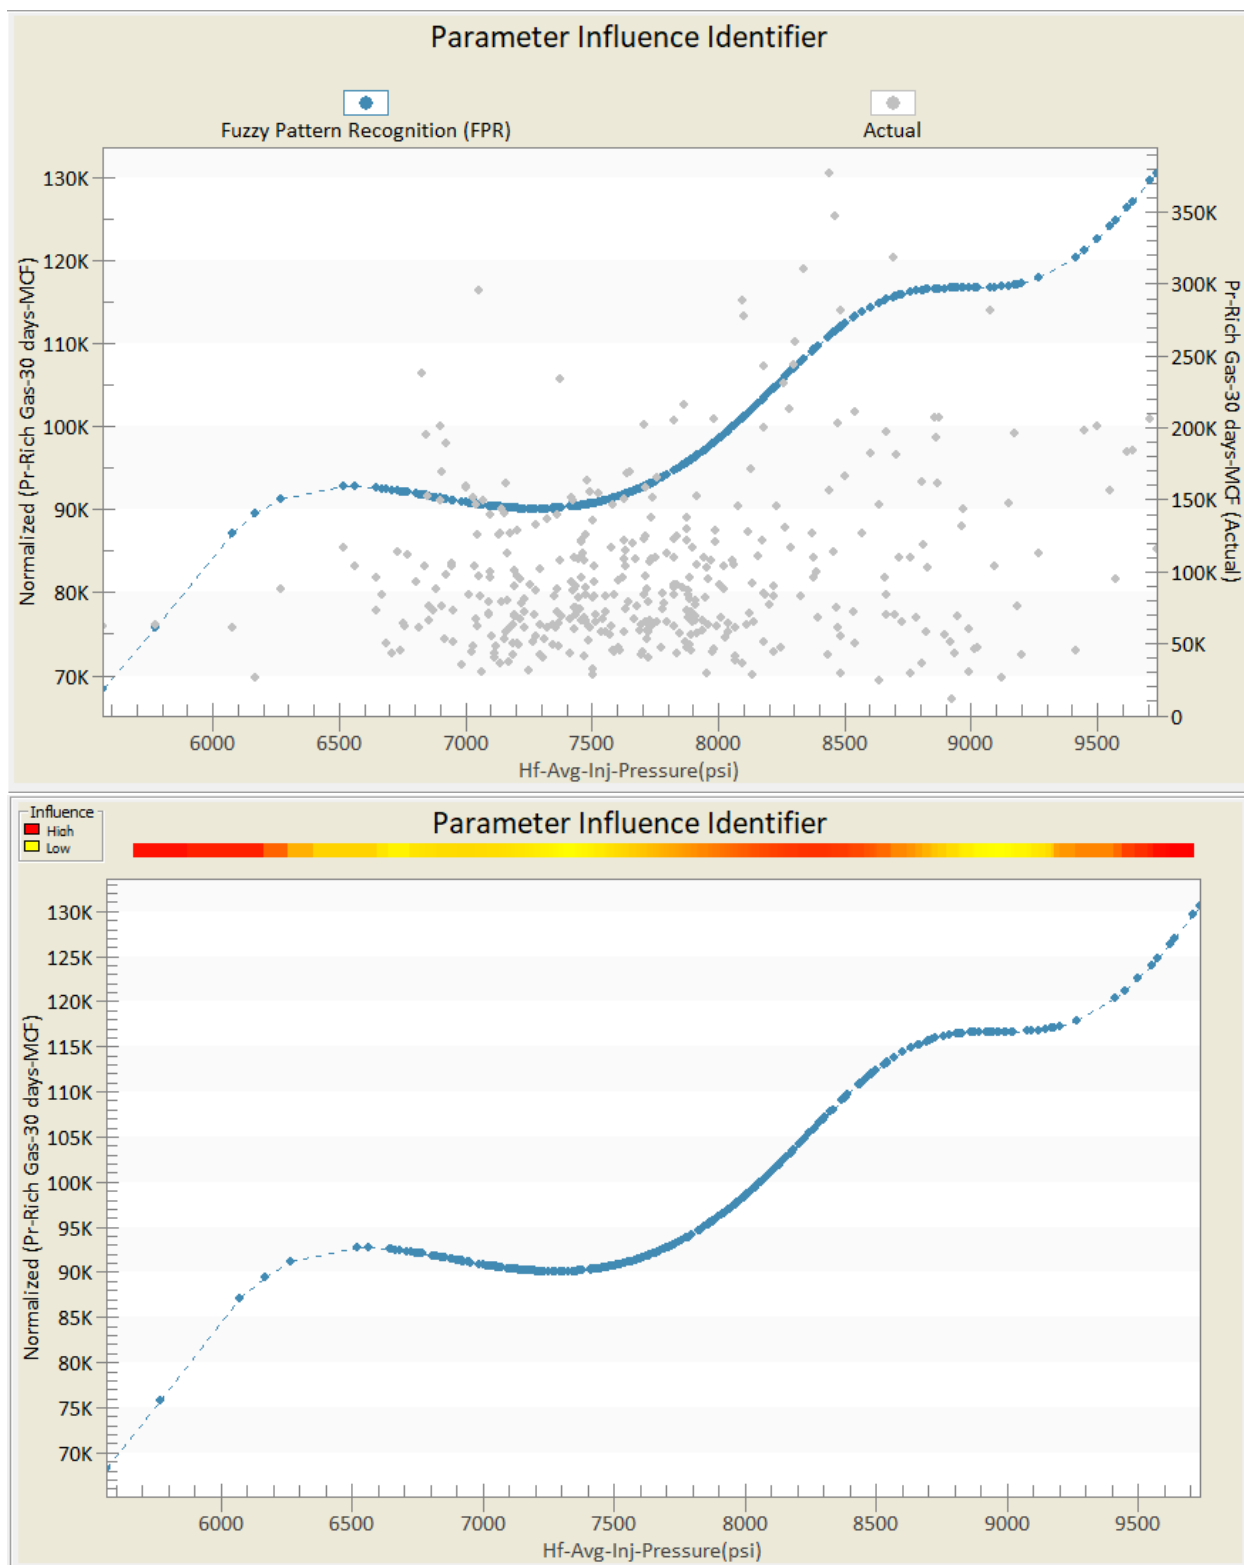 Parameter Influence Identifier
Fuzzy Pattern Recognition (FPR)
Actual
Normalized (Pr-Rich Gas-30 days-MCF)
130K
120K
110K
100K
90K
80K
70K
350K
300K
250K
200K
150K
100K
50K
0
Pr-Rich Gas-30 days-MCF (Actual)
6000 6500 7000 7500 8000 8500 9000 9500
Hf-Avg-Inj-Pressure(psi)
Influence
High
Low
Parameter Influence Identifier
Normalized (Pr-Rich Gas-30 days-MCF)
130K
125K
120K
115K
110K
105K
100K
95K
90K
85K
80K
75K
70K
6000 6500 7000 7500 8000 8500 9000 9500
Hf-Avg-Inj-Pressure(psi)